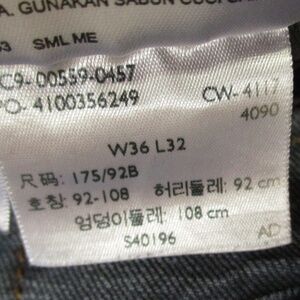 A. GUNAKAN SABUN
SML ME
C9-00559-0457
PO-4100356249
CW-4117
4090
W36 L32
尺码: 175/92B
호칭: 92-108 허리둘레: 92 cm
엉덩이둘레: 108 cm
S40196 AD